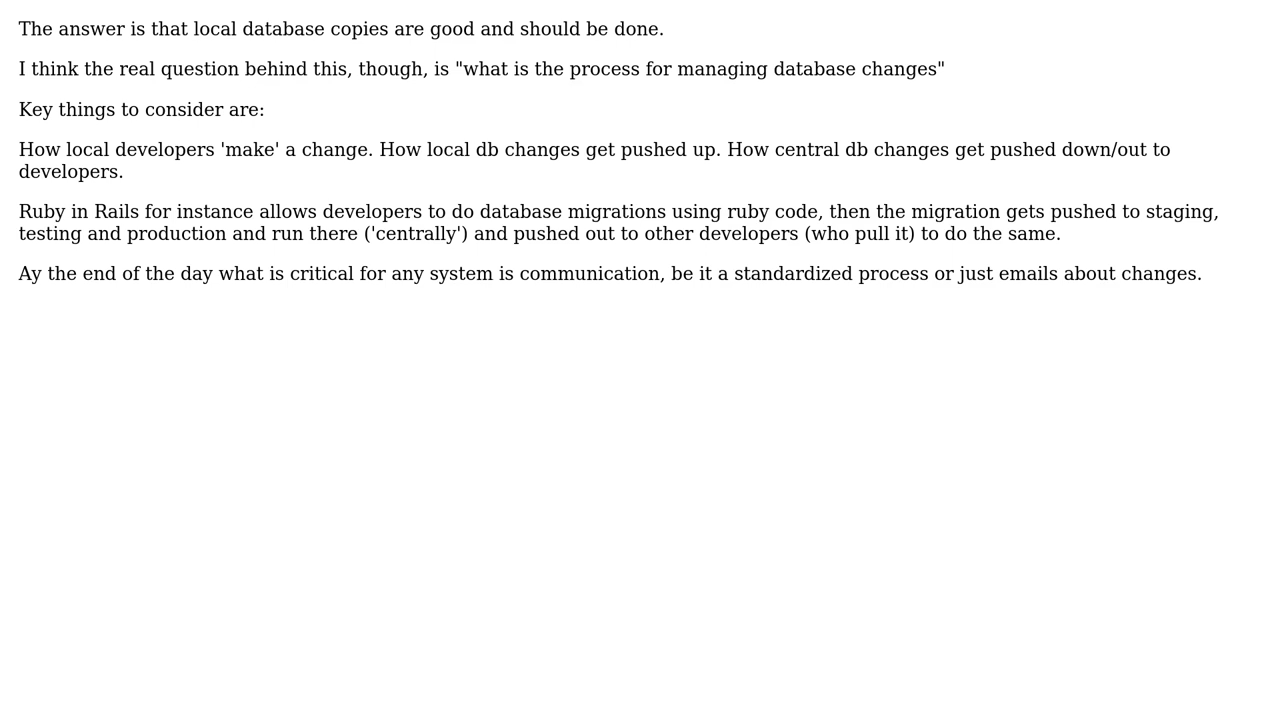 The answer is that local database copies are good and should be done.
I think the real question behind this, though, is "what is the process for managing database changes"
Key things to consider are:
How local developers 'make' a change. How local db changes get pushed up. How central db changes get pushed down/out to
developers.
Ruby in Rails for instance allows developers to do database migrations using ruby code, then the migration gets pushed to staging,
testing and production and run there ('centrally') and pushed out to other developers (who pull it) to do the same.
Ay the end of the day what is critical for any system is communication, be it a standardized process or just emails about changes.